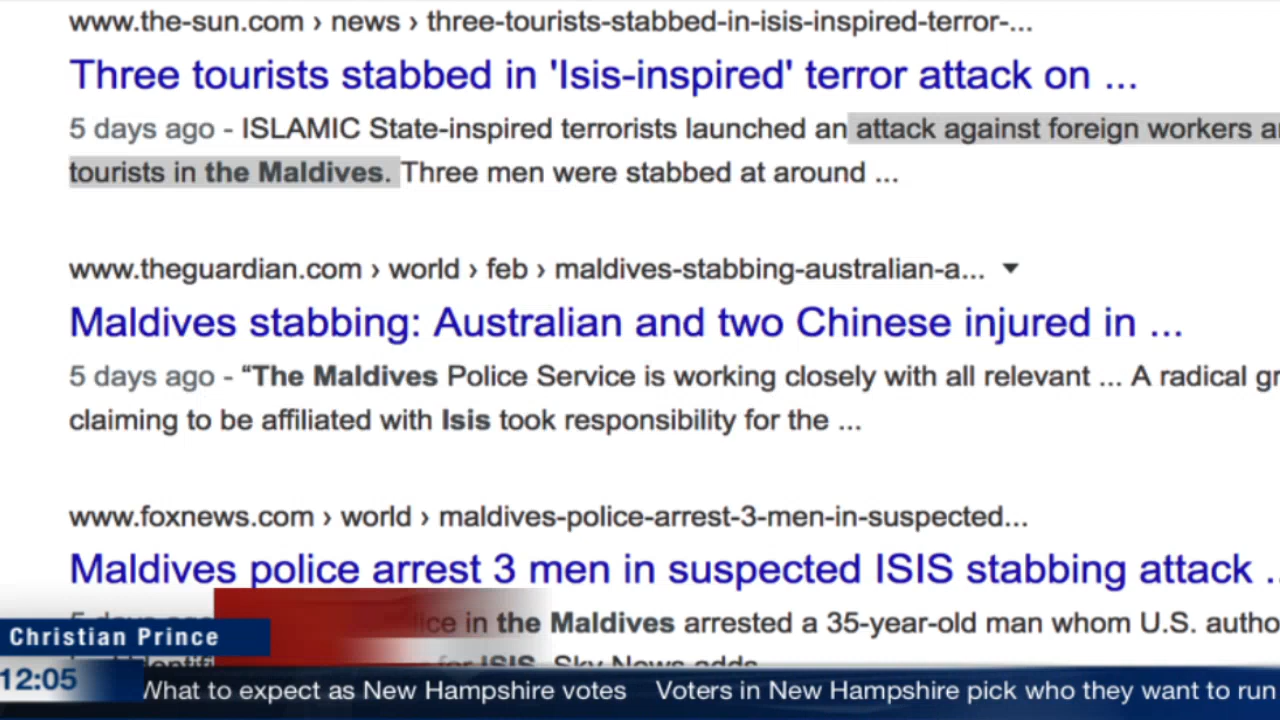 www.the-sun.com › news › three-tourists-stabbed-in-isis-inspired-terror-...
Three tourists stabbed in 'Isis-inspired' terror attack on ...
5 days ago - ISLAMIC State-inspired terrorists launched an attack against foreign workers
tourists in the Maldives. Three men were stabbed at around ...
www.theguardian.com › world › feb › maldives-stabbing-australian-a...
Maldives stabbing: Australian and two Chinese injured in ...
5 days ago - “The Maldives Police Service is working closely with all relevant ... A radical
claiming to be affiliated with Isis took responsibility for the ...
www.foxnews.com › world › maldives-police-arrest-3-men-in-suspected...
Maldives police arrest 3 men in suspected ISIS stabbing attack ..
in the Maldives arrested a 35-year-old man whom U.S.
for ISIS, Sky News adds
Christian Prince
12:05
What to expect as New Hampshire votes Voters in New Hampshire pick who they want to run